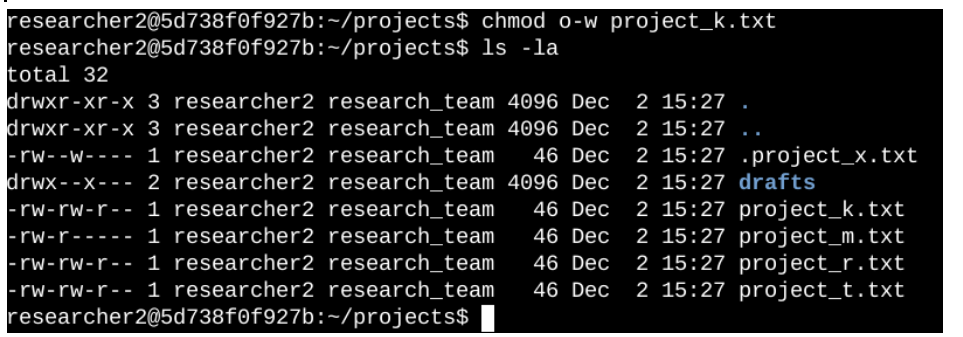 researcher2@5d738f0f927b:~/projects$ chmod o-w project_k.txt
researcher2@5d738f0f927b:~/projects$ ls -la
total 32
drwxr-xr-x 3 researcher2 research_team 4096 Dec  2 15:27 .
drwxr-xr-x 3 researcher2 research_team 4096 Dec  2 15:27 ..
-rw--w---- 1 researcher2 research_team   46 Dec  2 15:27 .project_x.txt
drwx--x--- 2 researcher2 research_team 4096 Dec  2 15:27 drafts
-rw-rw-r-- 1 researcher2 research_team   46 Dec  2 15:27 project_k.txt
-rw-r----- 1 researcher2 research_team   46 Dec  2 15:27 project_m.txt
-rw-rw-r-- 1 researcher2 research_team   46 Dec  2 15:27 project_r.txt
-rw-rw-r-- 1 researcher2 research_team   46 Dec  2 15:27 project_t.txt
researcher2@5d738f0f927b:~/projects$